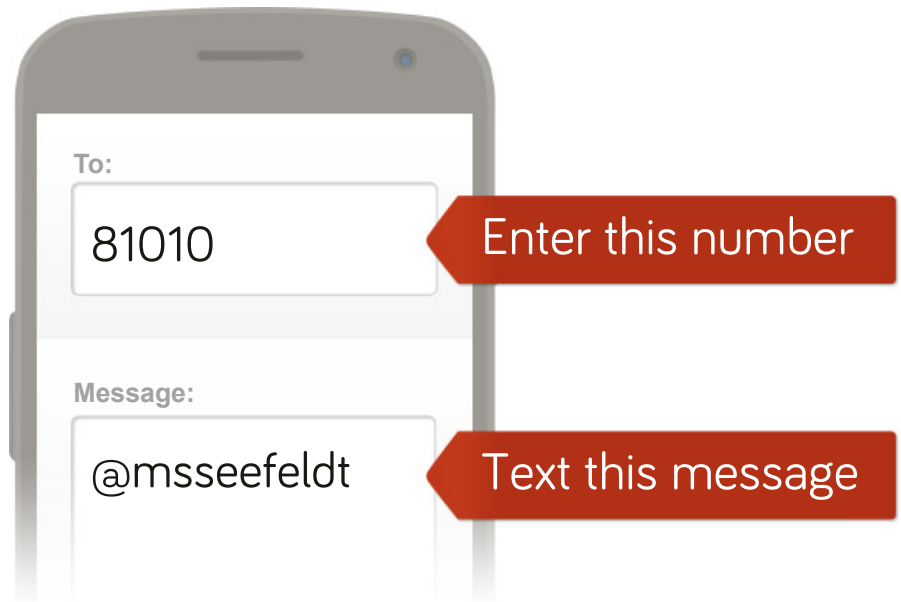 To:
81010
Enter this number
Message:
@msseefeldt
Text this message